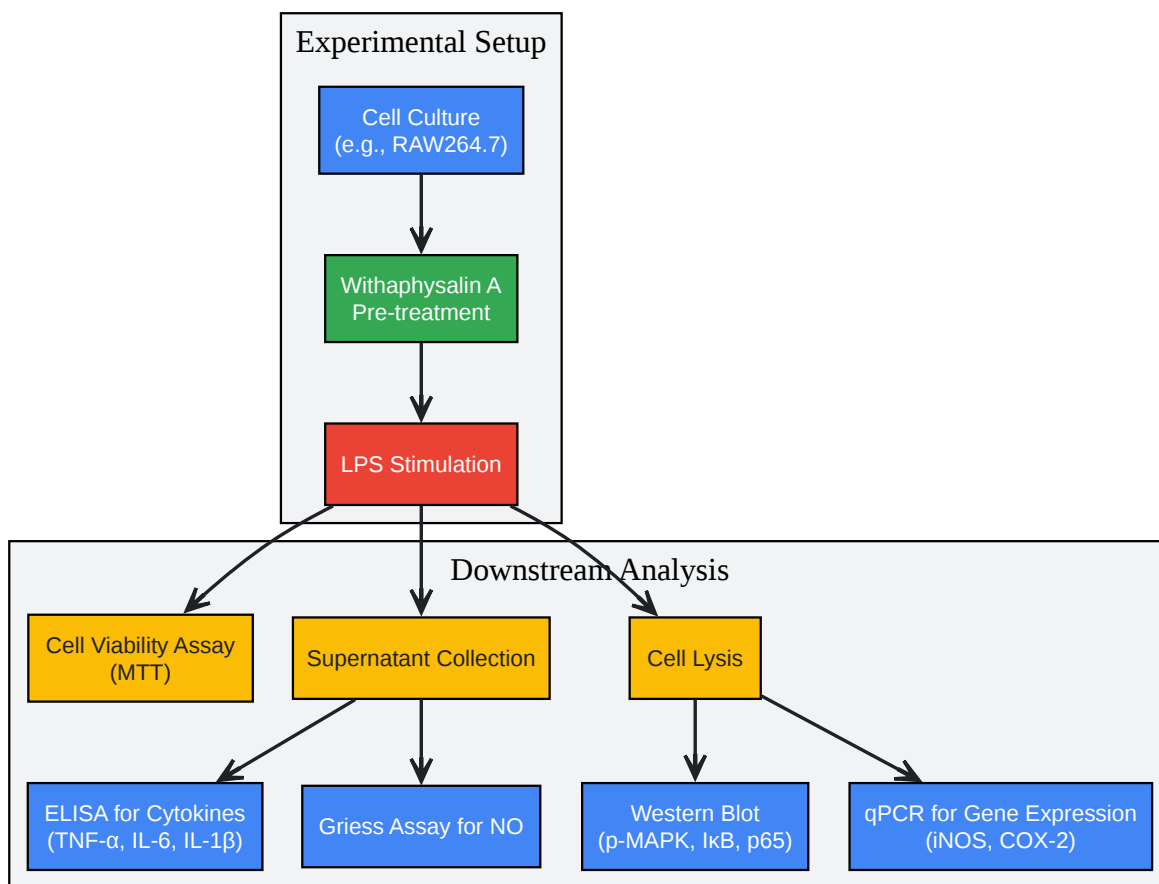 Experimental Setup
Cell Culture
(e.g., RAW264.7)
Withaphysalin A
Pre-treatment
LPS Stimulation
Downstream Analysis
Cell Viability Assay
(MTT)
Supernatant Collection
Cell Lysis
ELISA for Cytokines
(TNF-α, IL-6, IL-1β)
Griess Assay for NO
Western Blot
(p-MAPK, IκB, p65)
qPCR for Gene Expression
(iNOS, COX-2)